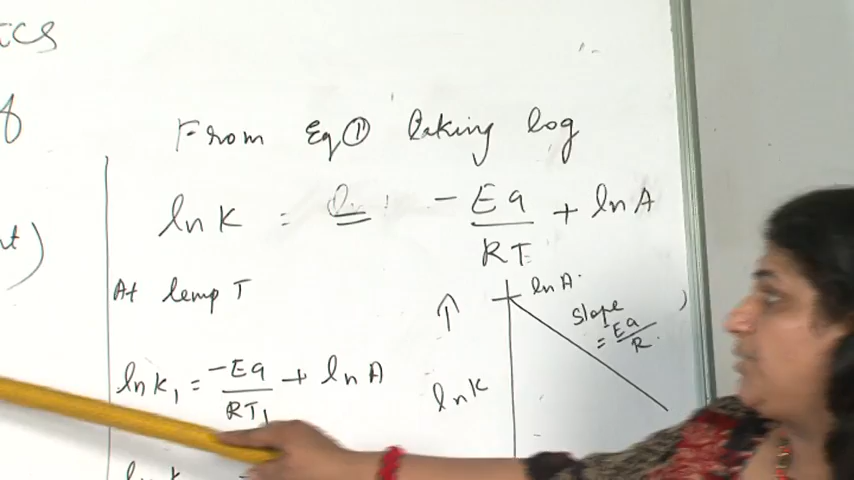 ics
From Eq① taking log
ln K = -Ea/RT + ln A
At temp T
ln A.
Slope = Ea/R.
ln K₁ = -Ea/RT₁ + ln A
↑ ln K